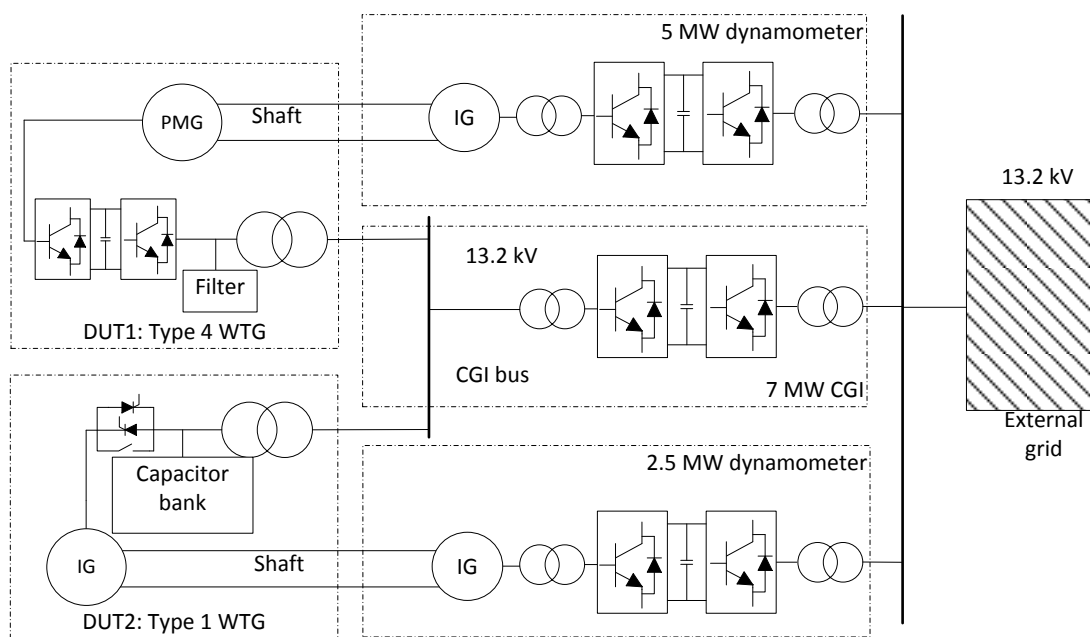 5 MW dynamometer
PMG
Shaft
IG
13.2 kV
Filter
DUT1: Type 4 WTG
13.2 kV
CGI bus
7 MW CGI
External
grid
Capacitor
bank
2.5 MW dynamometer
IG
Shaft
IG
DUT2: Type 1 WTG